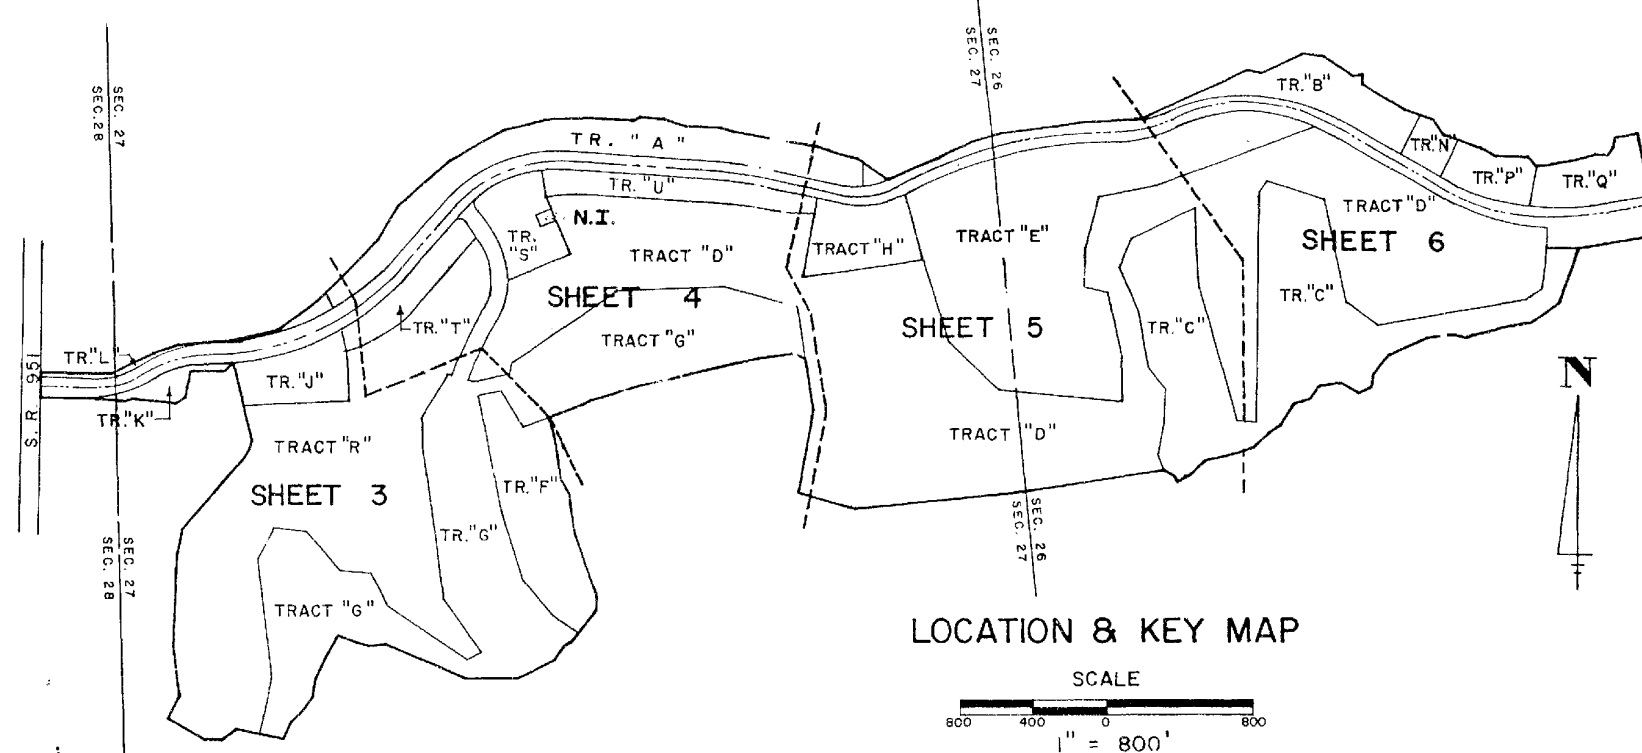 SEC. 27
SEC. 28
SEC. 26
SEC. 27
TR. "B"
TR. "A"
TR."N"
TR."P"
TR."Q"
TR. "U"
N.I.
TR.
"S"
TRACT "D"
TRACT "H"
TRACT "E"
TRACT "D"
SHEET 6
SHEET 4
TR."C"
TR."T"
TRACT "G"
SHEET 5
TR."C"
TR."L"
S. R. 951
TR."J"
TR."K"
N
TRACT "R"
TRACT "D"
SHEET 3
TR."F"
TR."G"
SEC. 26
SEC. 27
SEC. 27
SEC. 28
TRACT "G"
LOCATION & KEY MAP
SCALE
800 400 0 800
1" = 800'